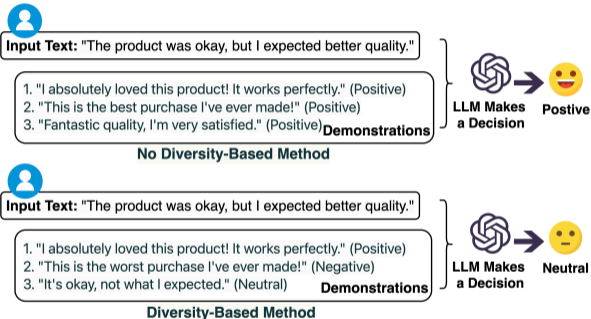 Input Text: "The product was okay, but I expected better quality."
1. "I absolutely loved this product! It works perfectly." (Positive)
2. "This is the best purchase I've ever made!" (Positive)
3. "Fantastic quality, I'm very satisfied." (Positive)
Demonstrations
No Diversity-Based Method
LLM Makes
a Decision
Postive
Input Text: "The product was okay, but I expected better quality."
1. "I absolutely loved this product! It works perfectly." (Positive)
2. "This is the worst purchase I've ever made!" (Negative)
3. "It's okay, not what I expected." (Neutral)
Demonstrations
Diversity-Based Method
LLM Makes
a Decision
Neutral